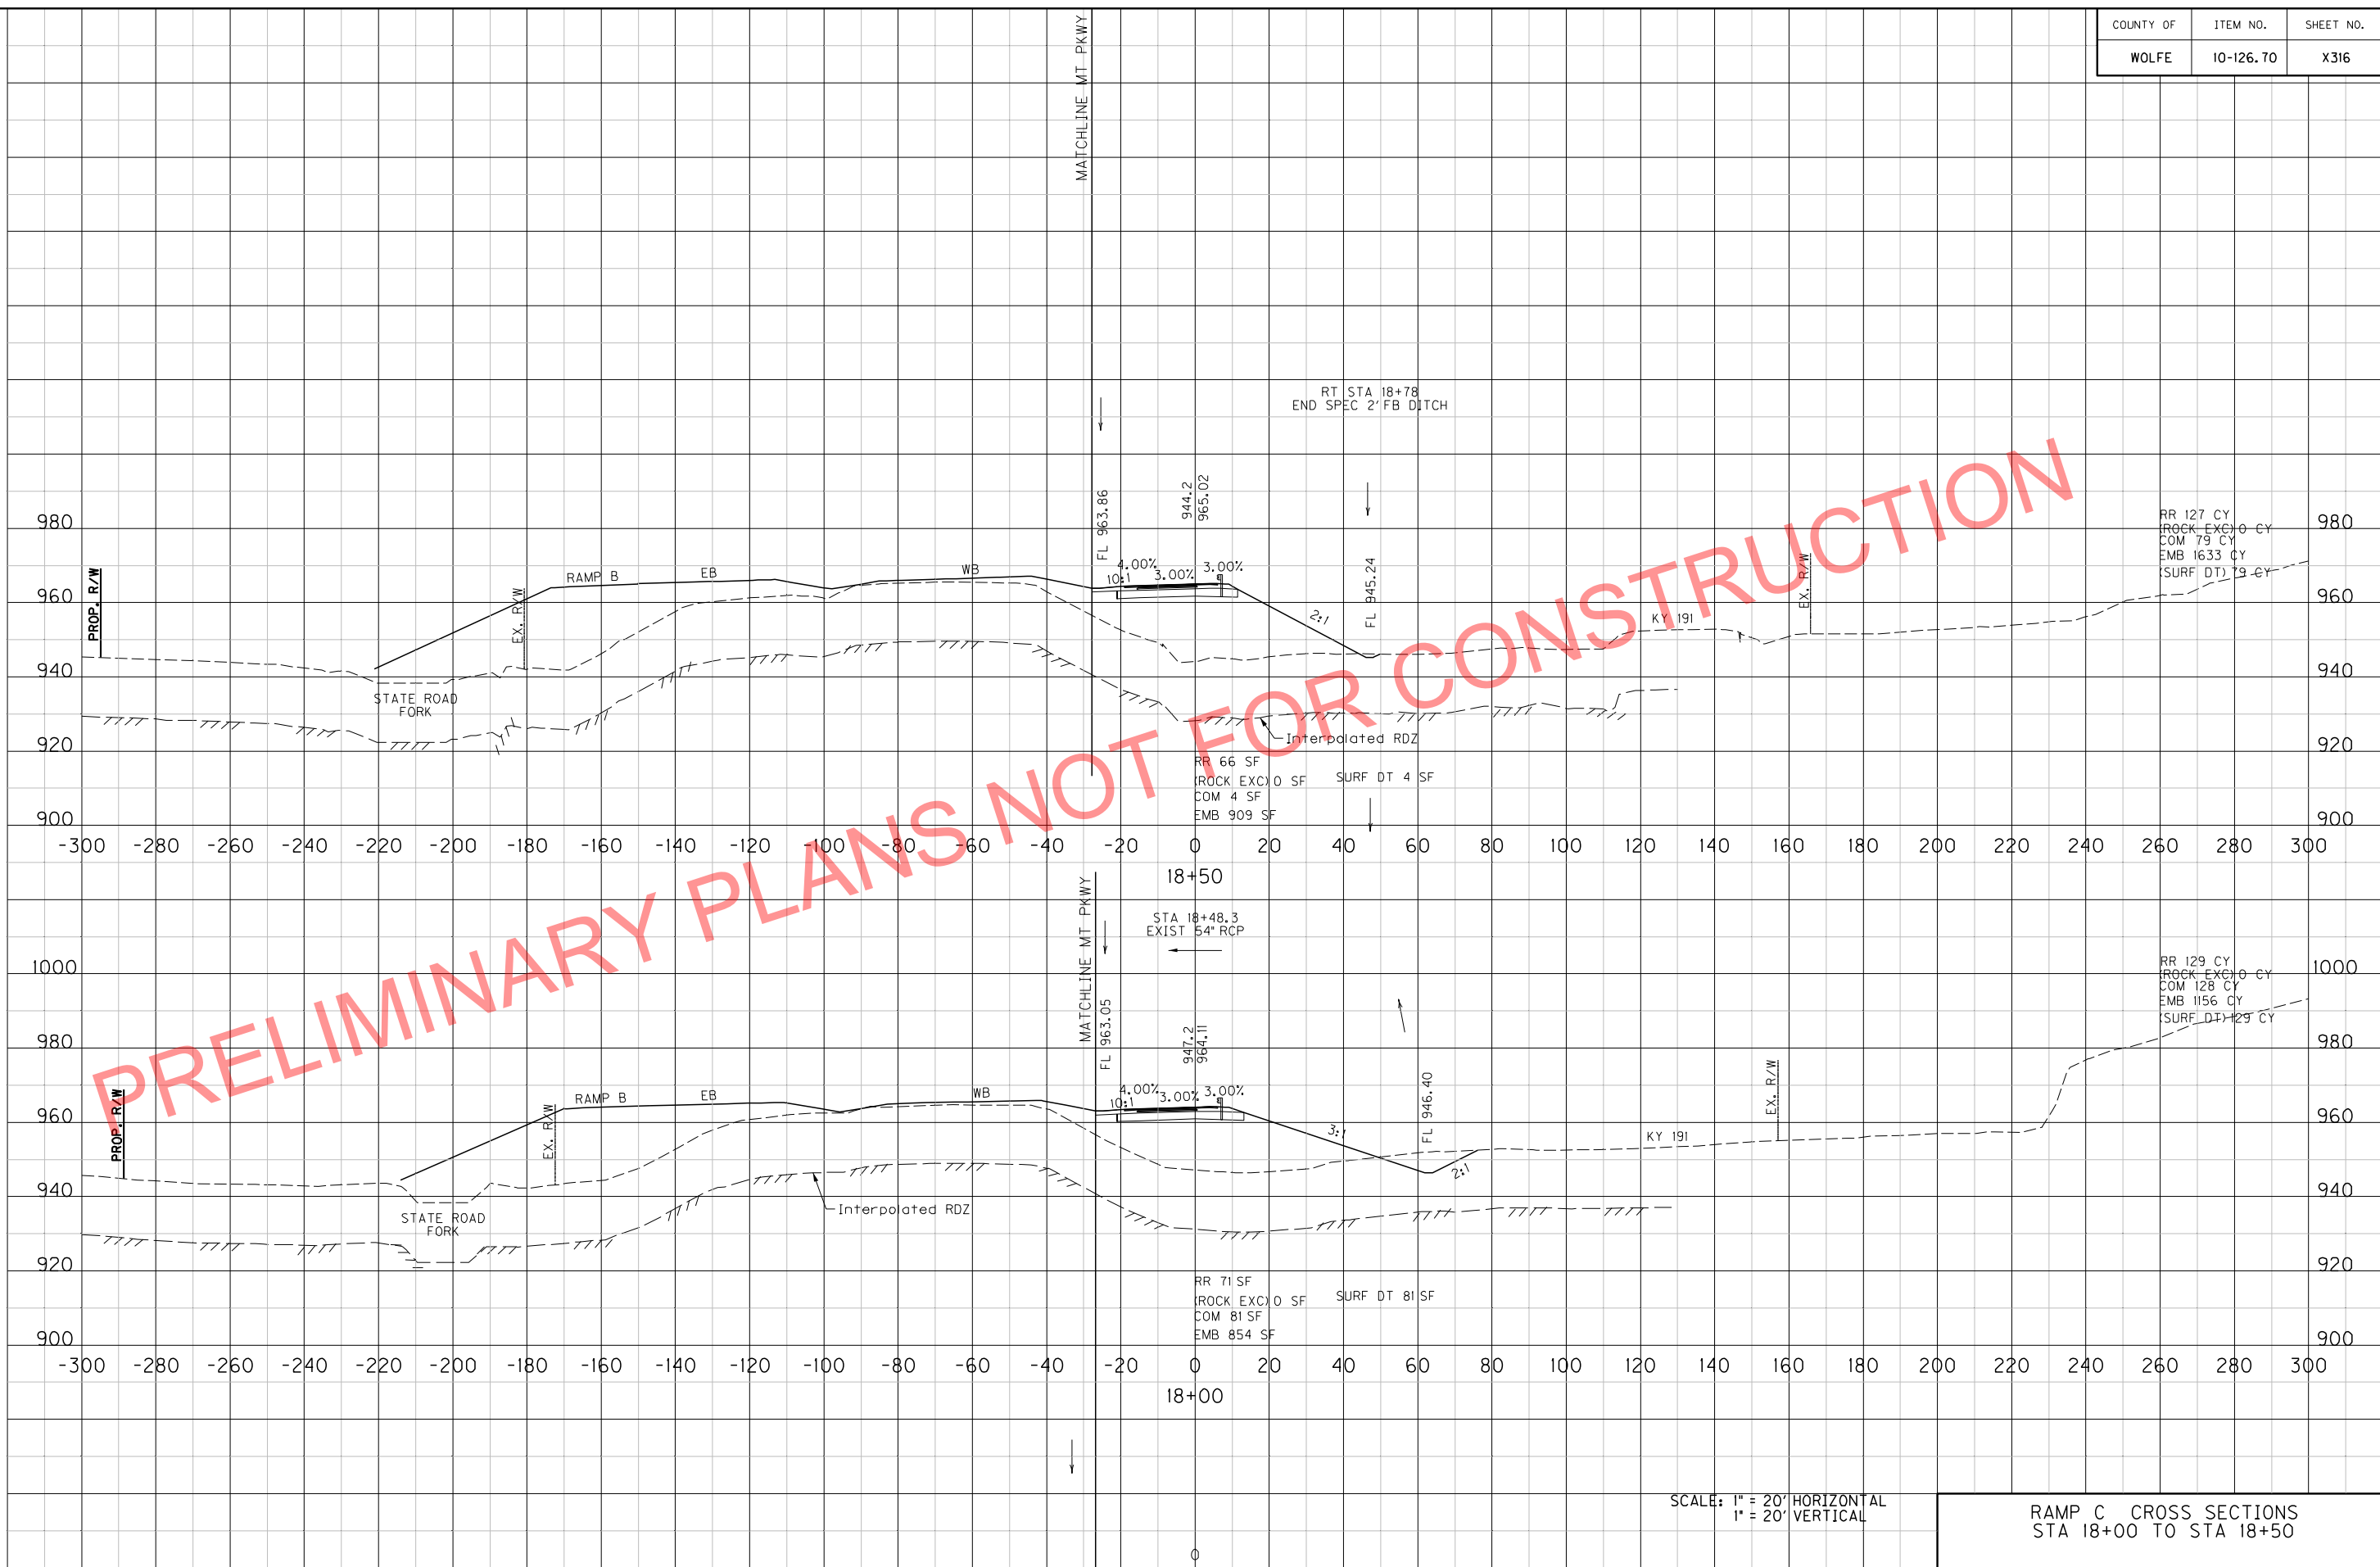 COUNTY OF ITEM NO. SHEET NO.
WOLFE 10-126.70 X316
MATCHLINE MT PKWY
RT STA 18+78
END SPEC 2' FB DITCH
FL 963.86
944.2
965.02
FL 945.24
980 980
RR 127 CY
(ROCK EXC) 0 CY
COM 79 CY
EMB 1633 CY
(SURF DT) 79 CY
PROP. R/W
EX. R/W
RAMP B EB WB
4.00%
10:1
3.00%
3.00%
2:1
EX. R/W
KY 191
960 960
940 940
STATE ROAD
FORK
Interpolated RDZ
920 920
RR 66 SF
(ROCK EXC) 0 SF SURF DT 4 SF
COM 4 SF
EMB 909 SF
900 900
-300 -280 -260 -240 -220 -200 -180 -160 -140 -120 -100 -80 -60 -40 -20 0 20 40 60 80 100 120 140 160 180 200 220 240 260 280 300
18+50
PRELIMINARY PLANS NOT FOR CONSTRUCTION
MATCHLINE MT PKWY
STA 18+48.3
EXIST 54" RCP
FL 963.05
947.2
964.11
FL 946.40
1000 1000
RR 129 CY
(ROCK EXC) 0 CY
COM 128 CY
EMB 1156 CY
(SURF DT) 129 CY
980 980
PROP. R/W
EX. R/W
RAMP B EB WB
4.00%
10:1
3.00%
3.00%
3:1
2:1
EX. R/W
KY 191
960 960
940 940
STATE ROAD
FORK
Interpolated RDZ
920 920
RR 71 SF
(ROCK EXC) 0 SF SURF DT 81 SF
COM 81 SF
EMB 854 SF
900 900
-300 -280 -260 -240 -220 -200 -180 -160 -140 -120 -100 -80 -60 -40 -20 0 20 40 60 80 100 120 140 160 180 200 220 240 260 280 300
18+00
0
SCALE: 1" = 20' HORIZONTAL
1" = 20' VERTICAL
RAMP C CROSS SECTIONS
STA 18+00 TO STA 18+50